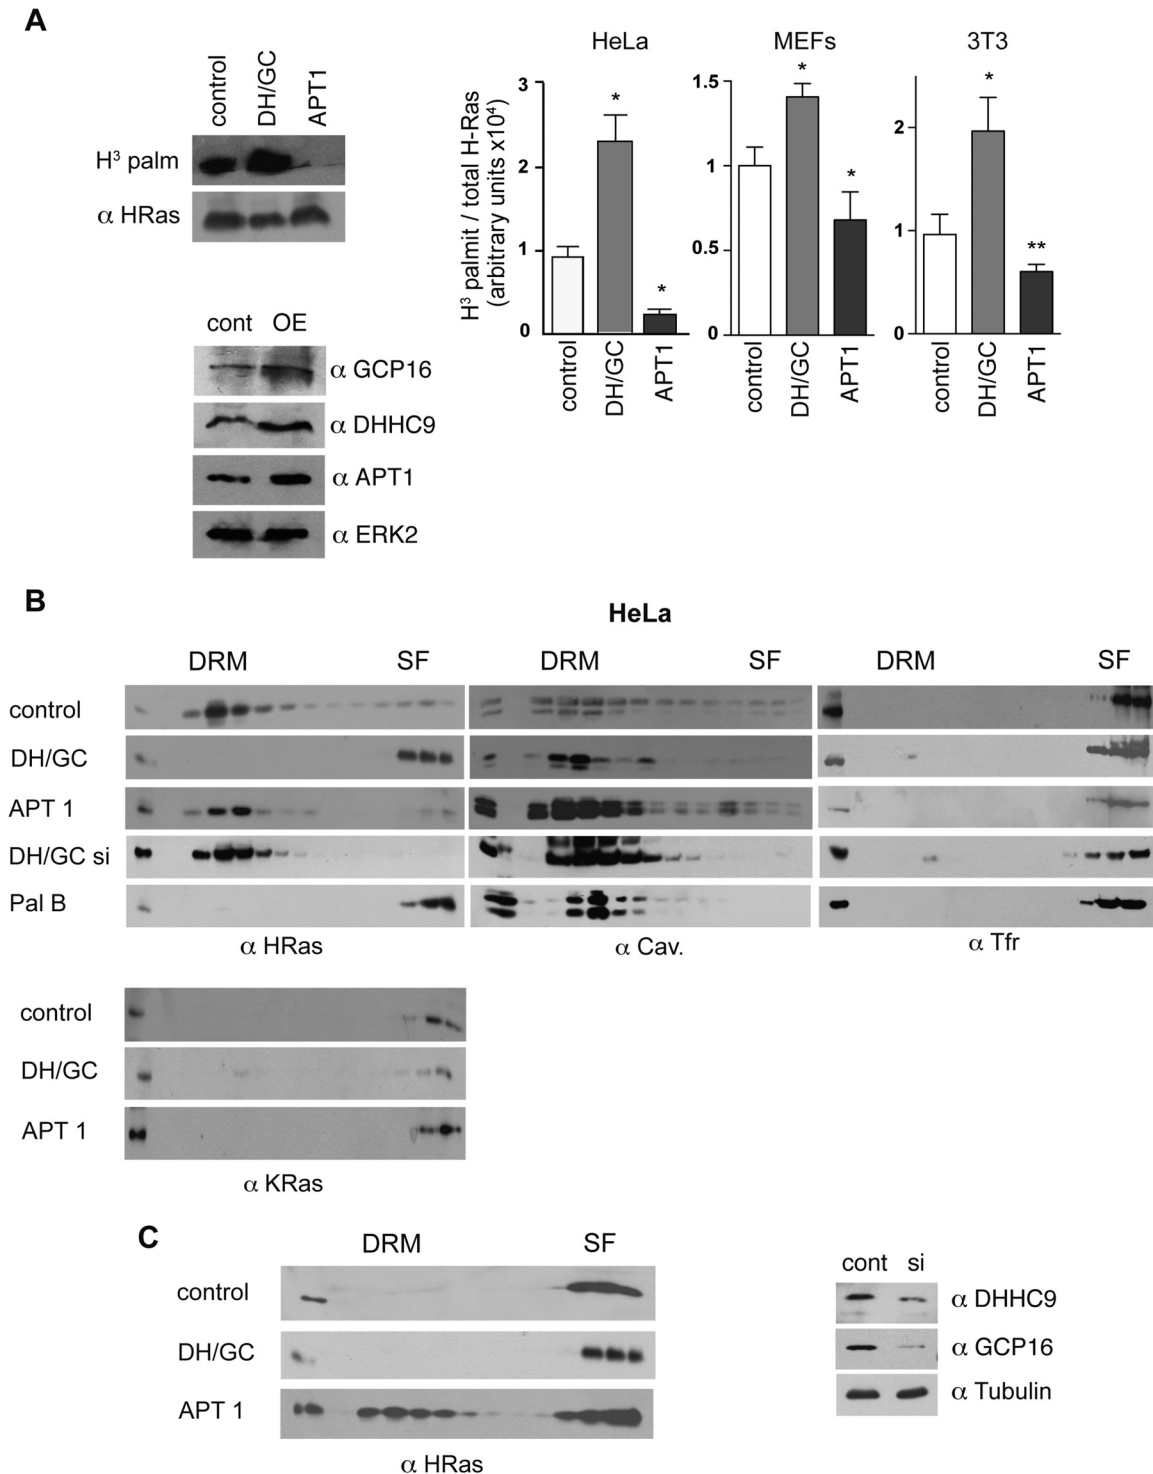 A
control
DH/GC
APT1
H³ palm
α HRas
cont OE
α GCP16
α DHHC9
α APT1
α ERK2
H³ palmit / total H-Ras
(arbitrary units x10⁴)
HeLa
3
2
1
0
*
*
control
DH/GC
APT1
MEFs
1.5
1
0.5
0
*
*
control
DH/GC
APT1
3T3
2
1
0
*
**
control
DH/GC
APT1
B
HeLa
DRM SF DRM SF DRM SF
control
DH/GC
APT 1
DH/GC si
Pal B
α HRas α Cav. α Tfr
control
DH/GC
APT 1
α KRas
C
DRM SF
control
DH/GC
APT 1
α HRas
cont si
α DHHC9
α GCP16
α Tubulin